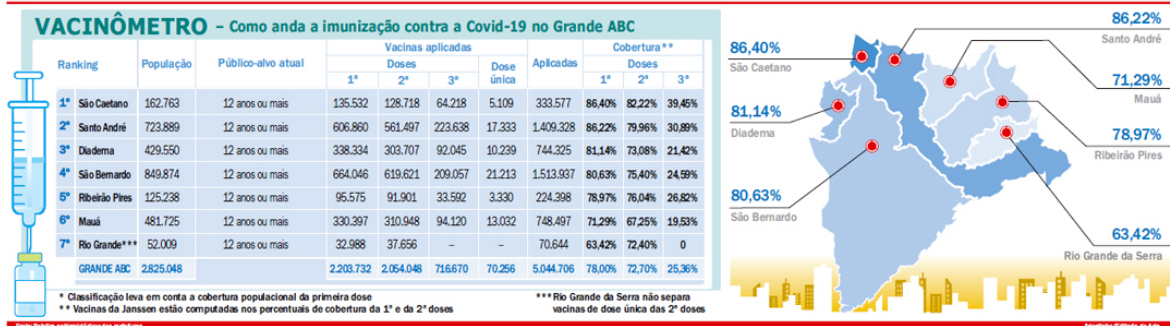 VACINÔMETRO – Como anda a imunização contra a Covid-19 no Grande ABC
Ranking População Público-alvo atual Vacinas aplicadas Aplicadas Cobertura**
Doses Dose única Doses
1ª 2ª 3ª 1ª 2ª 3ª
1º São Caetano 162.763 12 anos ou mais 135.532 128.718 64.218 5.109 333.577 86,40% 82,22% 39,45%
2º Santo André 723.889 12 anos ou mais 606.860 561.497 223.638 17.333 1.409.328 86,22% 79,96% 30,89%
3º Diadema 429.550 12 anos ou mais 338.334 303.707 92.045 10.239 744.325 81,14% 73,08% 21,42%
4º São Bernardo 849.874 12 anos ou mais 664.046 619.621 209.057 21.213 1.513.937 80,63% 75,40% 24,59%
5º Ribeirão Pires 125.238 12 anos ou mais 95.575 91.901 33.592 3.330 224.398 78,97% 76,04% 26,82%
6º Mauá 481.725 12 anos ou mais 330.397 310.948 94.120 13.032 748.497 71,29% 67,25% 19,53%
7º Rio Grande*** 52.009 12 anos ou mais 32.988 37.656 – – 70.644 63,42% 72,40% 0
GRANDE ABC 2.825.048 2.203.732 2.054.048 716.670 70.256 5.044.706 78,00% 72,70% 25,36%
* Classificação leva em conta a cobertura populacional da primeira dose
** Vacinas da Janssen estão computadas nos percentuais de cobertura da 1ª e da 2ª doses
***Rio Grande da Serra não separa
vacinas de dose única das 2ª doses
86,40%
São Caetano
81,14%
Diadema
80,63%
São Bernardo
86,22%
Santo André
71,29%
Mauá
78,97%
Ribeirão Pires
63,42%
Rio Grande da Serra